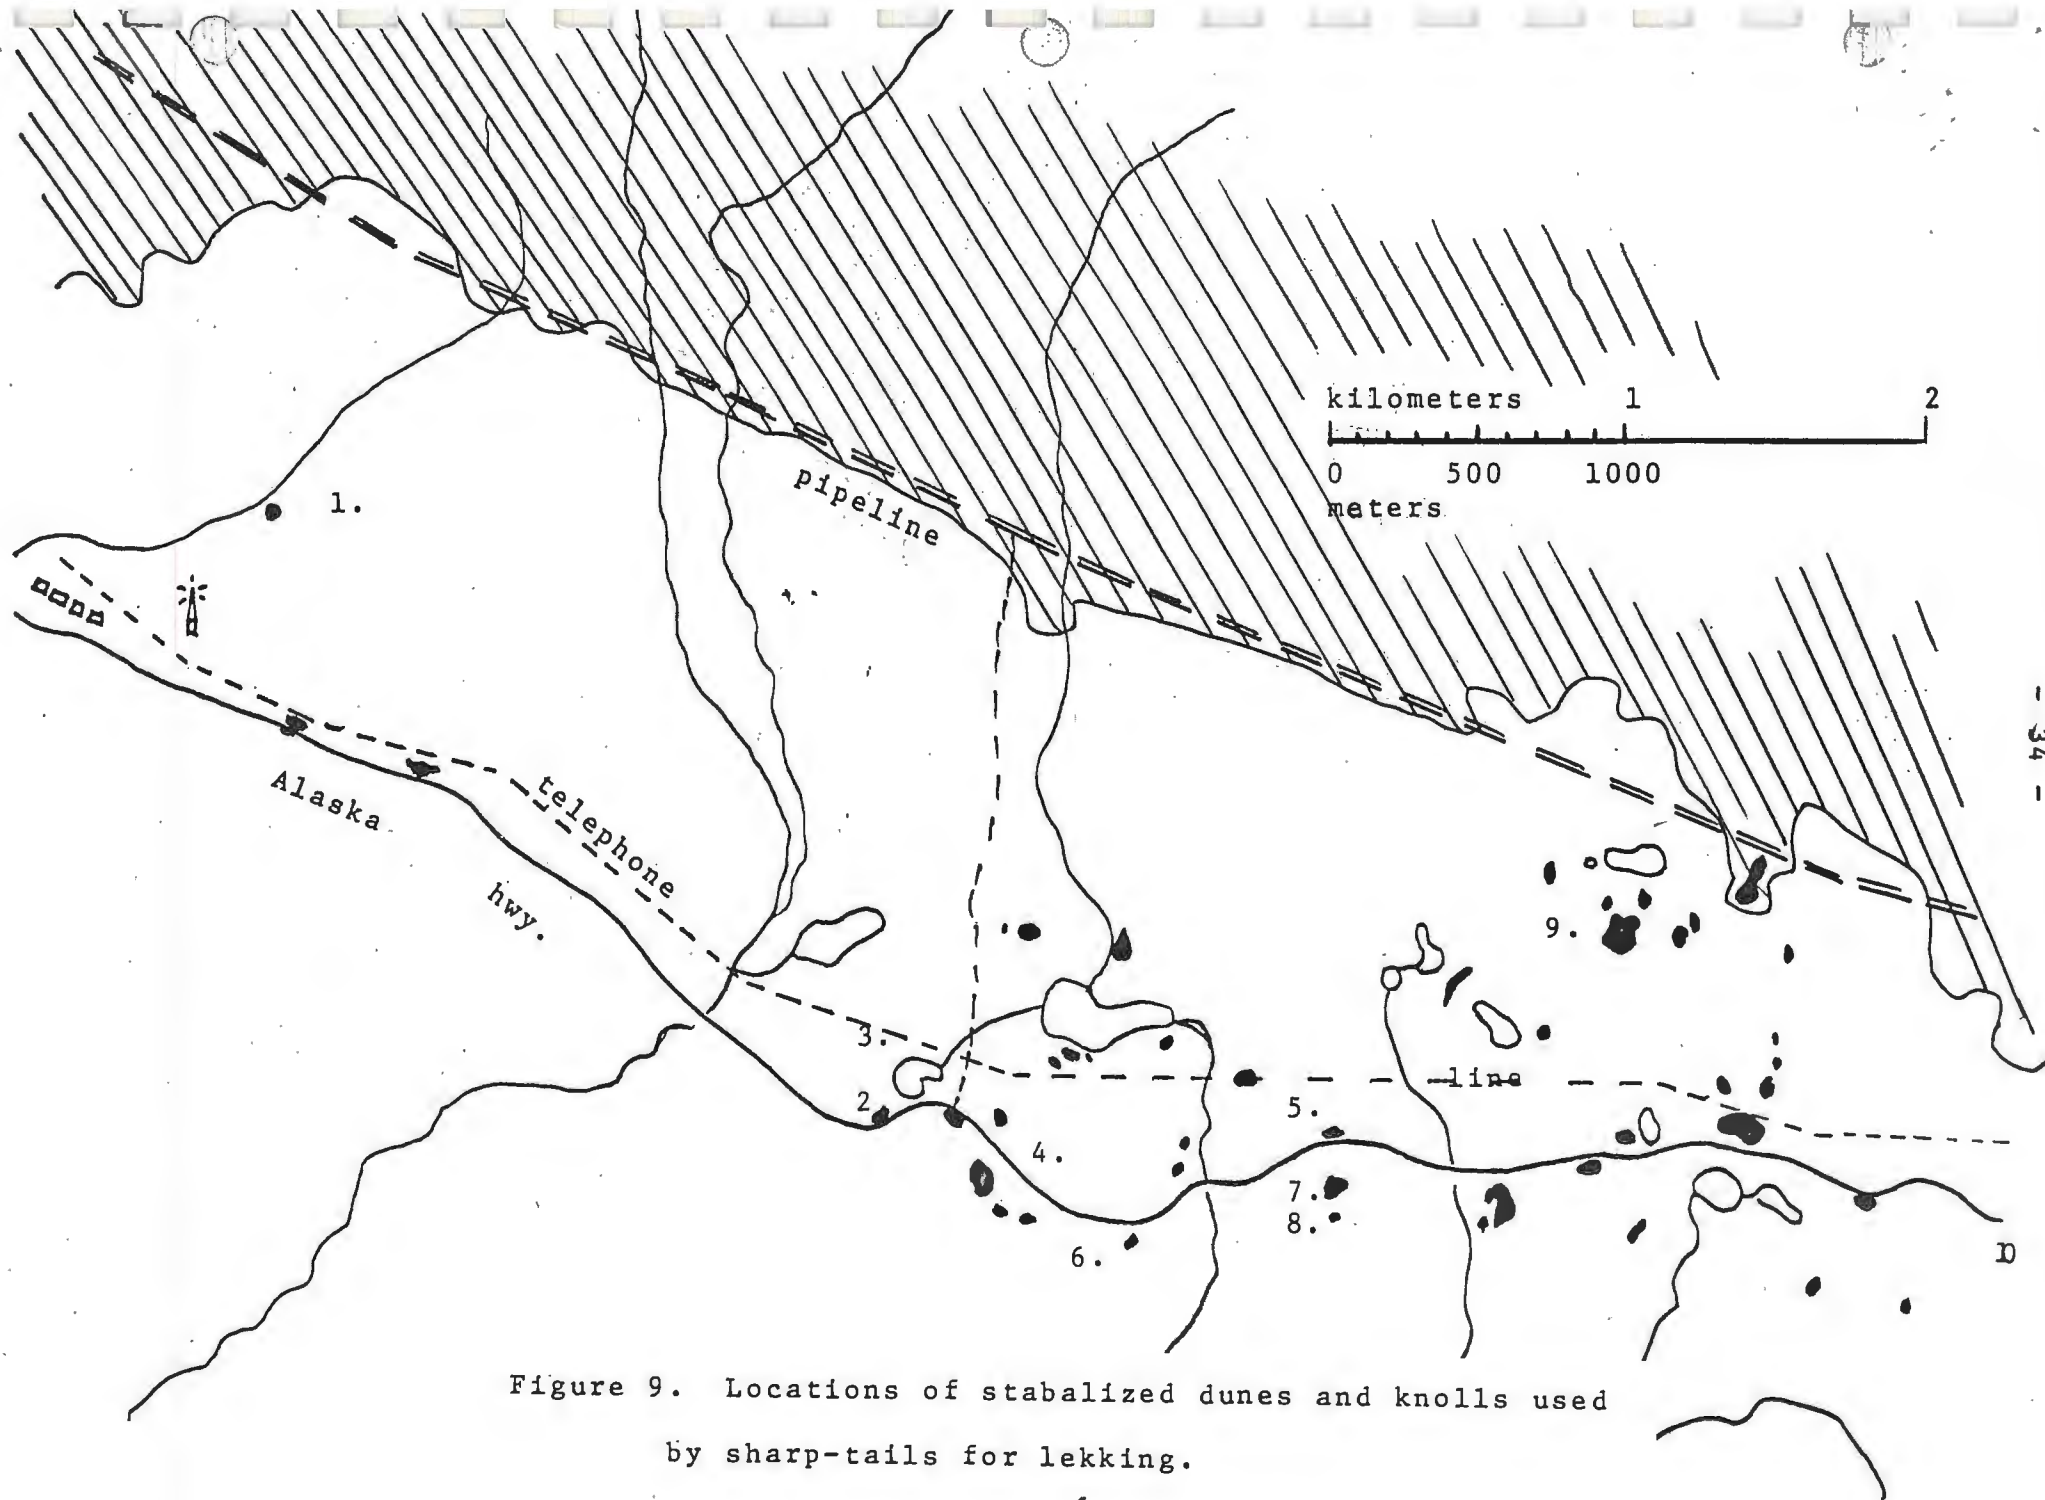 kilometers 1 2
0 500 1000
meters
1.
pipeline
- 34 -
Alaska
hwy.
telephone
line
9.
3.
2.
5.
4.
7.
8.
6.
Figure 9. Locations of stabalized dunes and knolls used
by sharp-tails for lekking.